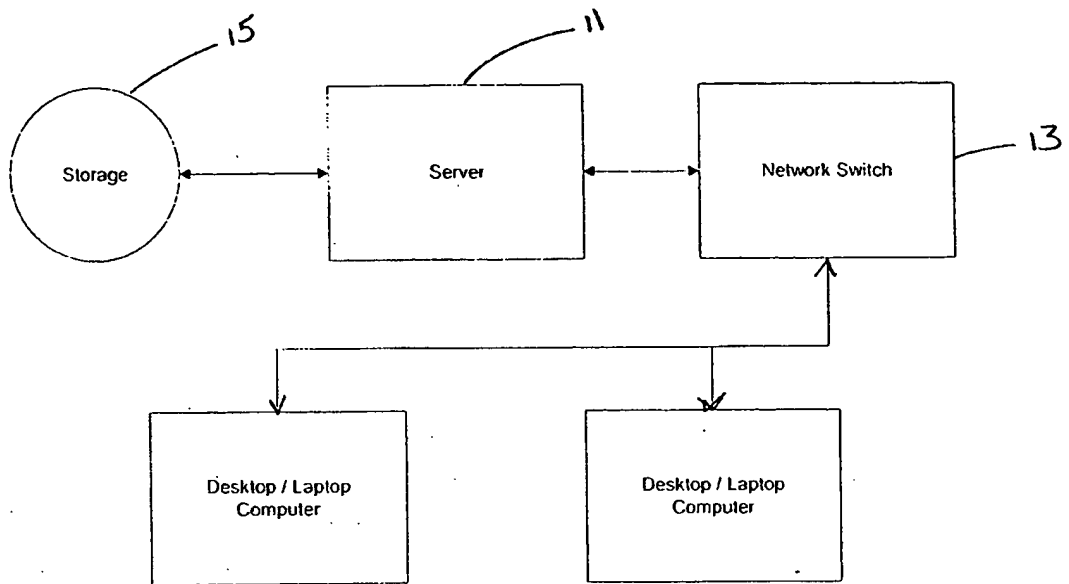 15
11
13
Storage
Server
Network Switch
Desktop / Laptop
Computer
Desktop / Laptop
Computer